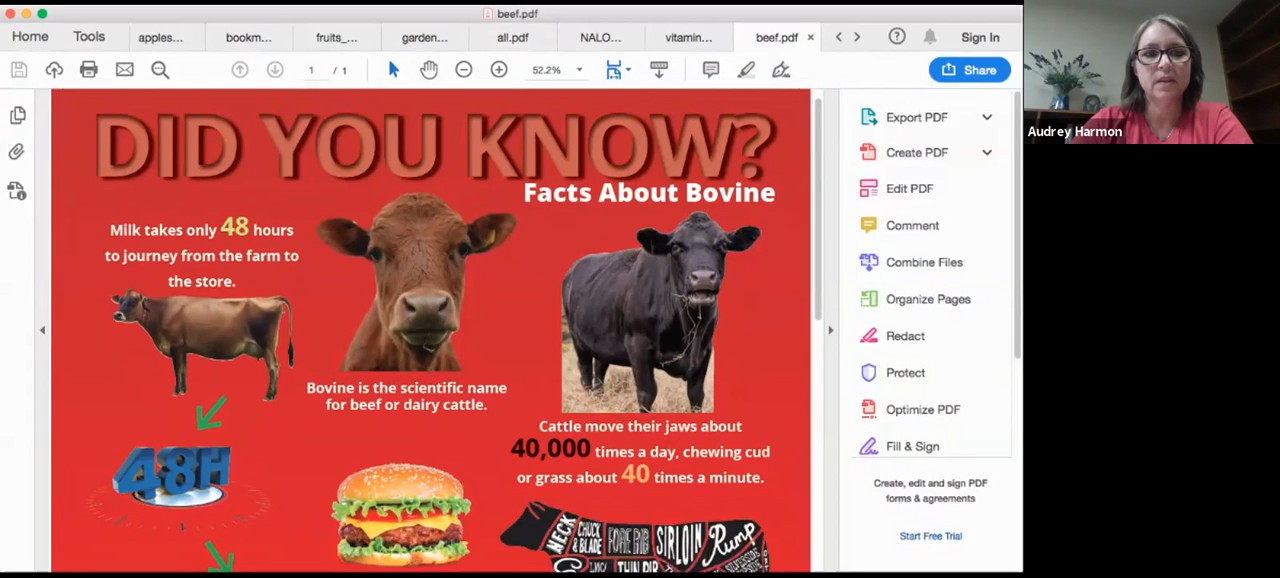 beef.pdf
Home
Tools
apples...
bookm...
fruits_...
garden...
all.pdf
NALO...
vitamin...
beef.pdf ×
Sign In
1 / 1
52.2%
Share
DID YOU KNOW?
Facts About Bovine
Milk takes only 48 hours
to journey from the farm to
the store.
48H
Bovine is the scientific name
for beef or dairy cattle.
Cattle move their jaws about
40,000 times a day, chewing cud
or grass about 40 times a minute.
NECK
CHUCK
& BLADE
FORE RIB
SIRLOIN
Rump
THIN RIB
Export PDF
Create PDF
Edit PDF
Comment
Combine Files
Organize Pages
Redact
Protect
Optimize PDF
Fill & Sign
Create, edit and sign PDF
forms & agreements
Start Free Trial
Audrey Harmon